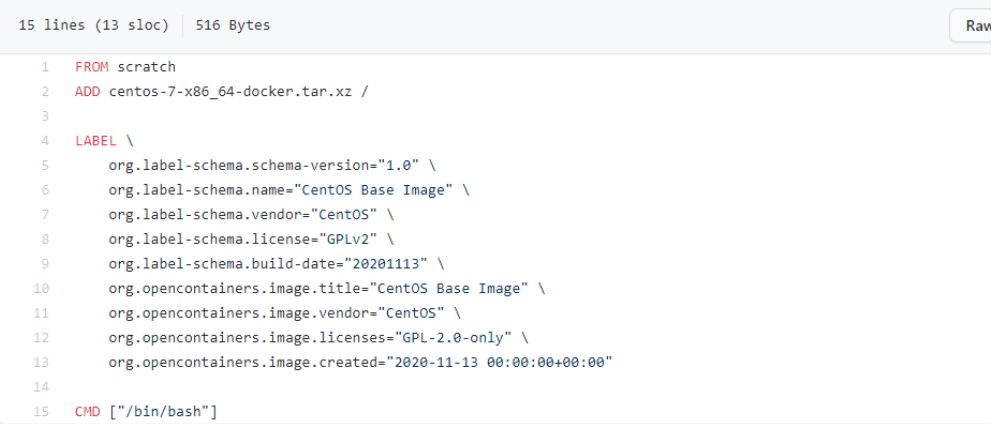 15 lines (13 sloc) 516 Bytes Raw
1 FROM scratch
2 ADD centos-7-x86_64-docker.tar.xz /
3
4 LABEL \
5 org.label-schema.schema-version="1.0" \
6 org.label-schema.name="CentOS Base Image" \
7 org.label-schema.vendor="CentOS" \
8 org.label-schema.license="GPLv2" \
9 org.label-schema.build-date="20201113" \
10 org.opencontainers.image.title="CentOS Base Image" \
11 org.opencontainers.image.vendor="CentOS" \
12 org.opencontainers.image.licenses="GPL-2.0-only" \
13 org.opencontainers.image.created="2020-11-13 00:00:00+00:00"
14
15 CMD ["/bin/bash"]